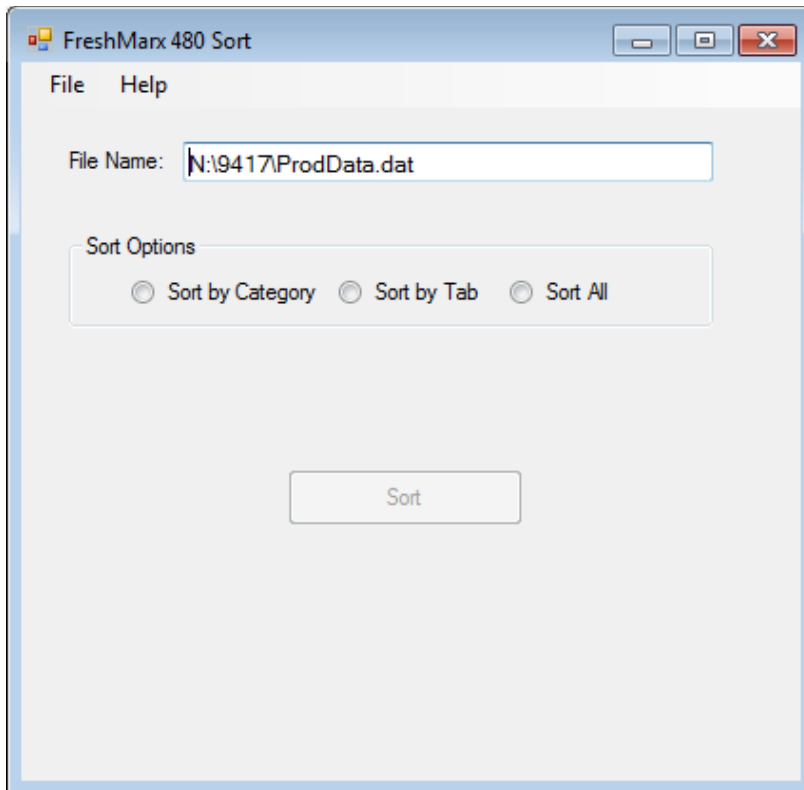 FreshMarx 480 Sort
File Help
File Name: N:\9417\ProdData.dat
Sort Options
Sort by Category Sort by Tab Sort All
Sort